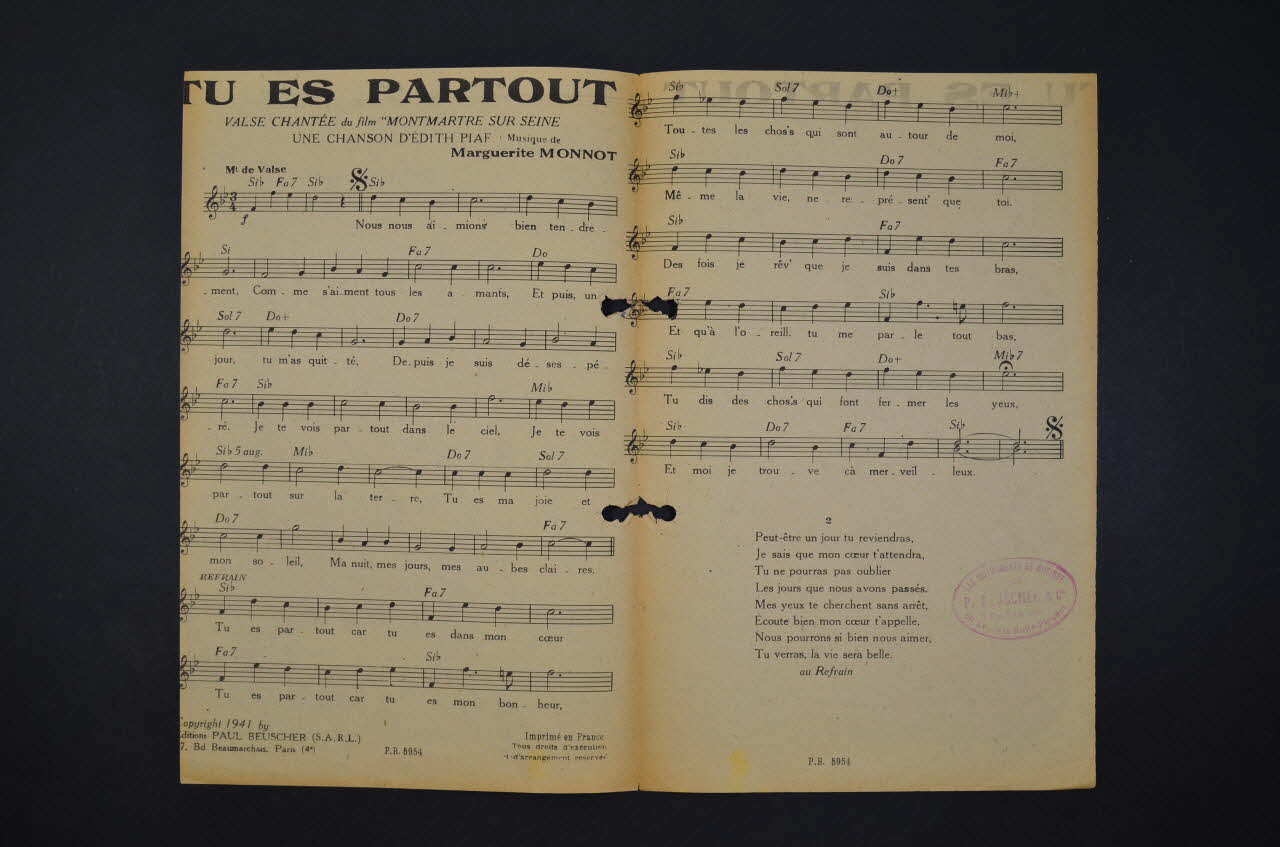 TU ES PARTOUT
VALSE CHANTÉE du film "MONTMARTRE SUR SEINE
UNE CHANSON D'ÉDITH PIAF Musique de
Marguerite MONNOT
Mt de Valse
Sib Fa7 Sib Sib
f
Nous nous ai - mions bien ten - dre -
Si Fa7 Do
- ment, Com - me s'ai-ment tous les a - mants, Et puis, un
Sol7 Do+ Do7
jour, tu m'as quit - té, De-puis je suis dé - ses - pé -
Fa7 Sib Mib
- ré. Je te vois par - tout dans le ciel, Je te vois
Sib5 aug. Mib Do7 Sol7
par - tout sur la ter - re, Tu es ma joie et
Do7 Fa7
mon so - leil, Ma nuit, mes jours, mes au - bes clai - res.
REFRAIN
Sib Fa7
Tu es par - tout car tu es dans mon cœur
Fa7 Sib
Tu es par - tout car tu es mon bon - heur,
opyright 1941 by
ditions PAUL BEUSCHER (S.A.R.L.)
7, Bd Beaumarchais, Paris (4e)
P.B. 5954
Imprimé en France
Tous droits d'exécution
d'arrangement reservés
Sib Sol7 Do+ Mib+
Tou - tes les chos's qui sont au - tour de moi,
Sib Do7 Fa7
Mê - me la vie, ne re - pré - sent' que toi.
Sib Fa7
Des fois je rêv' que je suis dans tes bras,
Fa7 Sib
Et qu'à l'o - reill' tu me par - le tout bas,
Sib Sol7 Do+ Mib7
Tu dis des chos's qui font fer - mer les yeux,
Sib Do7 Fa7 Sib
Et moi je trou - ve cà mer - veil - leux.
2
Peut-être un jour tu reviendras,
Je sais que mon cœur t'attendra,
Tu ne pourras pas oublier
Les jours que nous avons passés.
Mes yeux te cherchent sans arrêt,
Ecoute bien mon cœur t'appelle.
Nous pourrons si bien nous aimer,
Tu verras, la vie sera belle.
au Refrain
P.B. 5954